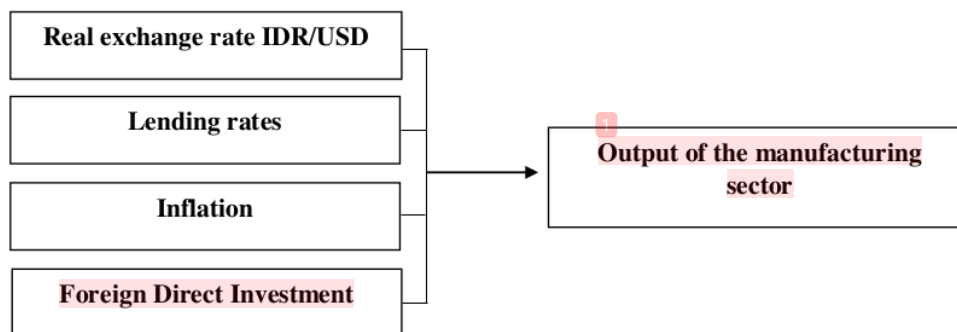 Real exchange rate IDR/USD
Lending rates
1
Output of the manufacturing
sector
Inflation
Foreign Direct Investment